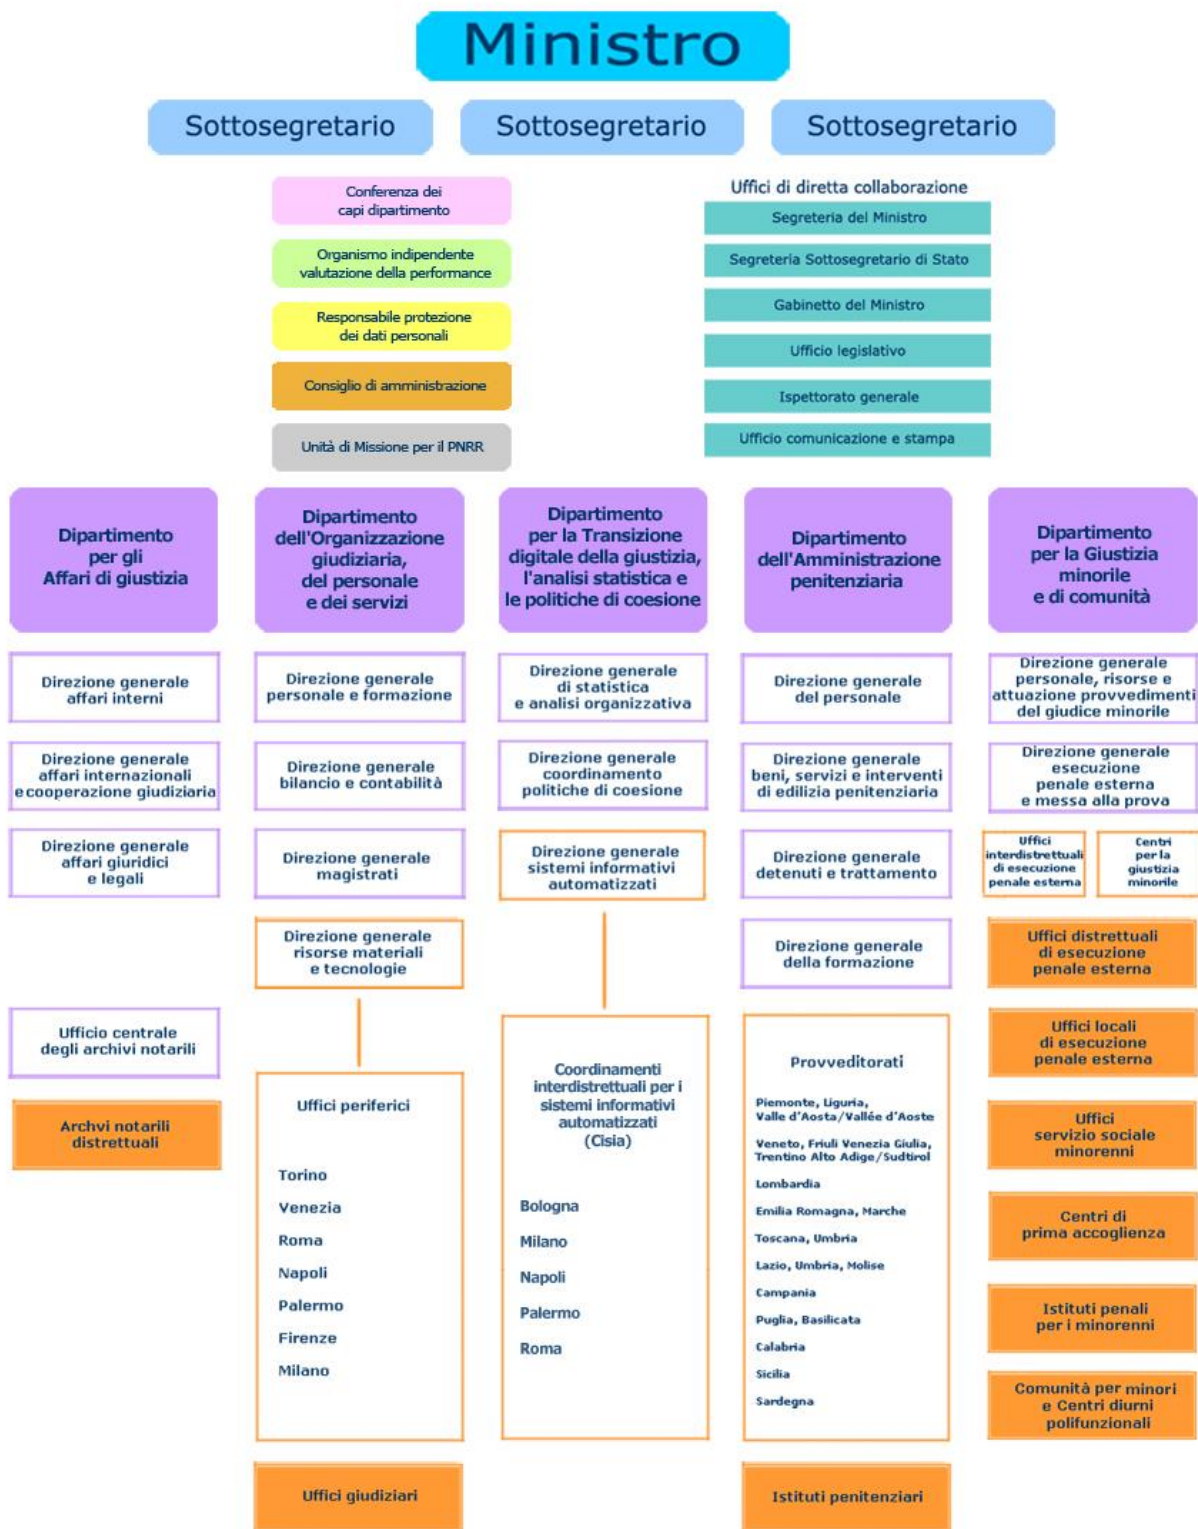 Ministro
Sottosegretario
Sottosegretario
Sottosegretario
Conferenza dei
capi dipartimento
Organismo indipendente
valutazione della performance
Responsabile protezione
dei dati personali
Consiglio di amministrazione
Unità di Missione per il PNRR
Uffici di diretta collaborazione
Segreteria del Ministro
Segreteria Sottosegretario di Stato
Gabinetto del Ministro
Ufficio legislativo
Ispettorato generale
Ufficio comunicazione e stampa
Dipartimento
per gli
Affari di giustizia
Direzione generale
affari interni
Direzione generale
affari internazionali
e cooperazione giudiziaria
Direzione generale
affari giuridici
e legali
Ufficio centrale
degli archivi notarili
Archvi notarili
distrettuali
Dipartimento
dell'Organizzazione
giudiziaria,
del personale
e dei servizi
Direzione generale
personale e formazione
Direzione generale
bilancio e contabilità
Direzione generale
magistrati
Direzione generale
risorse materiali
e tecnologie
Uffici periferici
Torino
Venezia
Roma
Napoli
Palermo
Firenze
Milano
Uffici giudiziari
Dipartimento
per la Transizione
digitale della giustizia,
l'analisi statistica e
le politiche di coesione
Direzione generale
di statistica
e analisi organizzativa
Direzione generale
coordinamento
politiche di coesione
Direzione generale
sistemi informativi
automatizzati
Coordinamenti
interdistrettuali per i
sistemi informativi
automatizzati
(Cisia)
Bologna
Milano
Napoli
Palermo
Roma
Dipartimento
dell'Amministrazione
penitenziaria
Direzione generale
del personale
Direzione generale
beni, servizi e interventi
di edilizia penitenziaria
Direzione generale
detenuti e trattamento
Direzione generale
della formazione
Provveditorati
Piemonte, Liguria,
Valle d'Aosta/Vallée d'Aoste
Veneto, Friuli Venezia Giulia,
Trentino Alto Adige/Sudtirol
Lombardia
Emilia Romagna, Marche
Toscana, Umbria
Lazio, Umbria, Molise
Campania
Puglia, Basilicata
Calabria
Sicilia
Sardegna
Istituti penitenziari
Dipartimento
per la Giustizia
minorile
e di comunità
Direzione generale
personale, risorse e
attuazione provvedimenti
del giudice minorile
Direzione generale
esecuzione
penale esterna
e messa alla prova
Uffici
interdistrettuali
di esecuzione
penale esterna
Centri
per la
giustizia
minorile
Uffici distrettuali
di esecuzione
penale esterna
Uffici locali
di esecuzione
penale esterna
Uffici
servizio sociale
minorenni
Centri di
prima accoglienza
Istituti penali
per i minorenni
Comunità per minori
e Centri diurni
polifunzionali